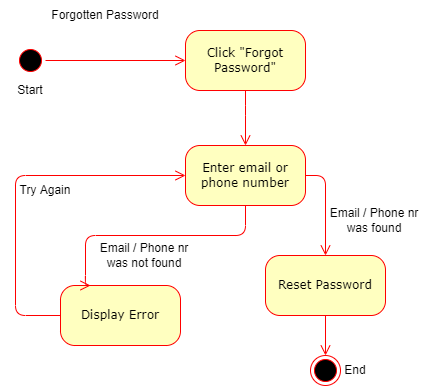 Forgotten Password
Click "Forgot
Password"
Start
Enter email or
phone number
Try Again
Email / Phone nr
was found
Email / Phone nr
was not found
Reset Password
Display Error
End